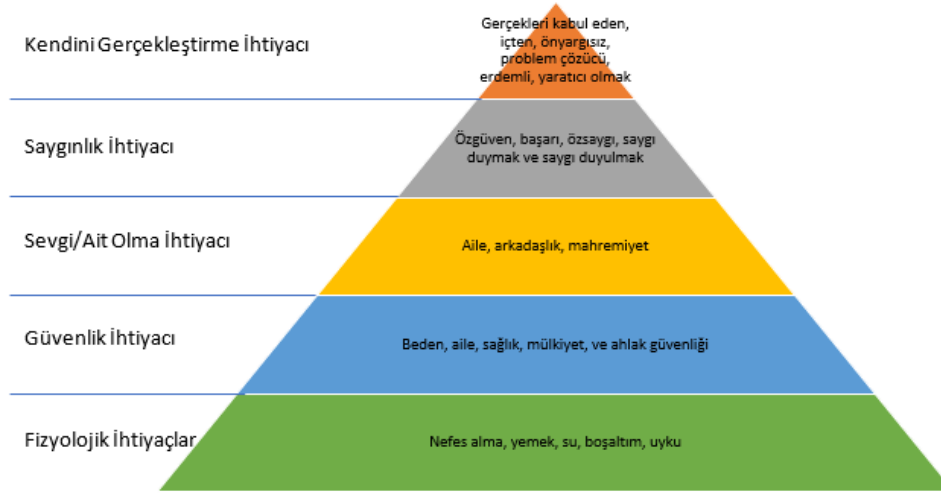 Kendini Gerçekleştirme İhtiyacı
Gerçekleri kabul eden,
içten, önyargısız,
problem çözücü,
erdemli, yaratıcı olmak
Saygınlık İhtiyacı
Özgüven, başarı, özsaygı, saygı
duymak ve saygı duyulmak
Sevgi/Ait Olma İhtiyacı
Aile, arkadaşlık, mahremiyet
Güvenlik İhtiyacı
Beden, aile, sağlık, mülkiyet, ve ahlak güvenliği
Fizyolojik İhtiyaçlar
Nefes alma, yemek, su, boşaltım, uyku